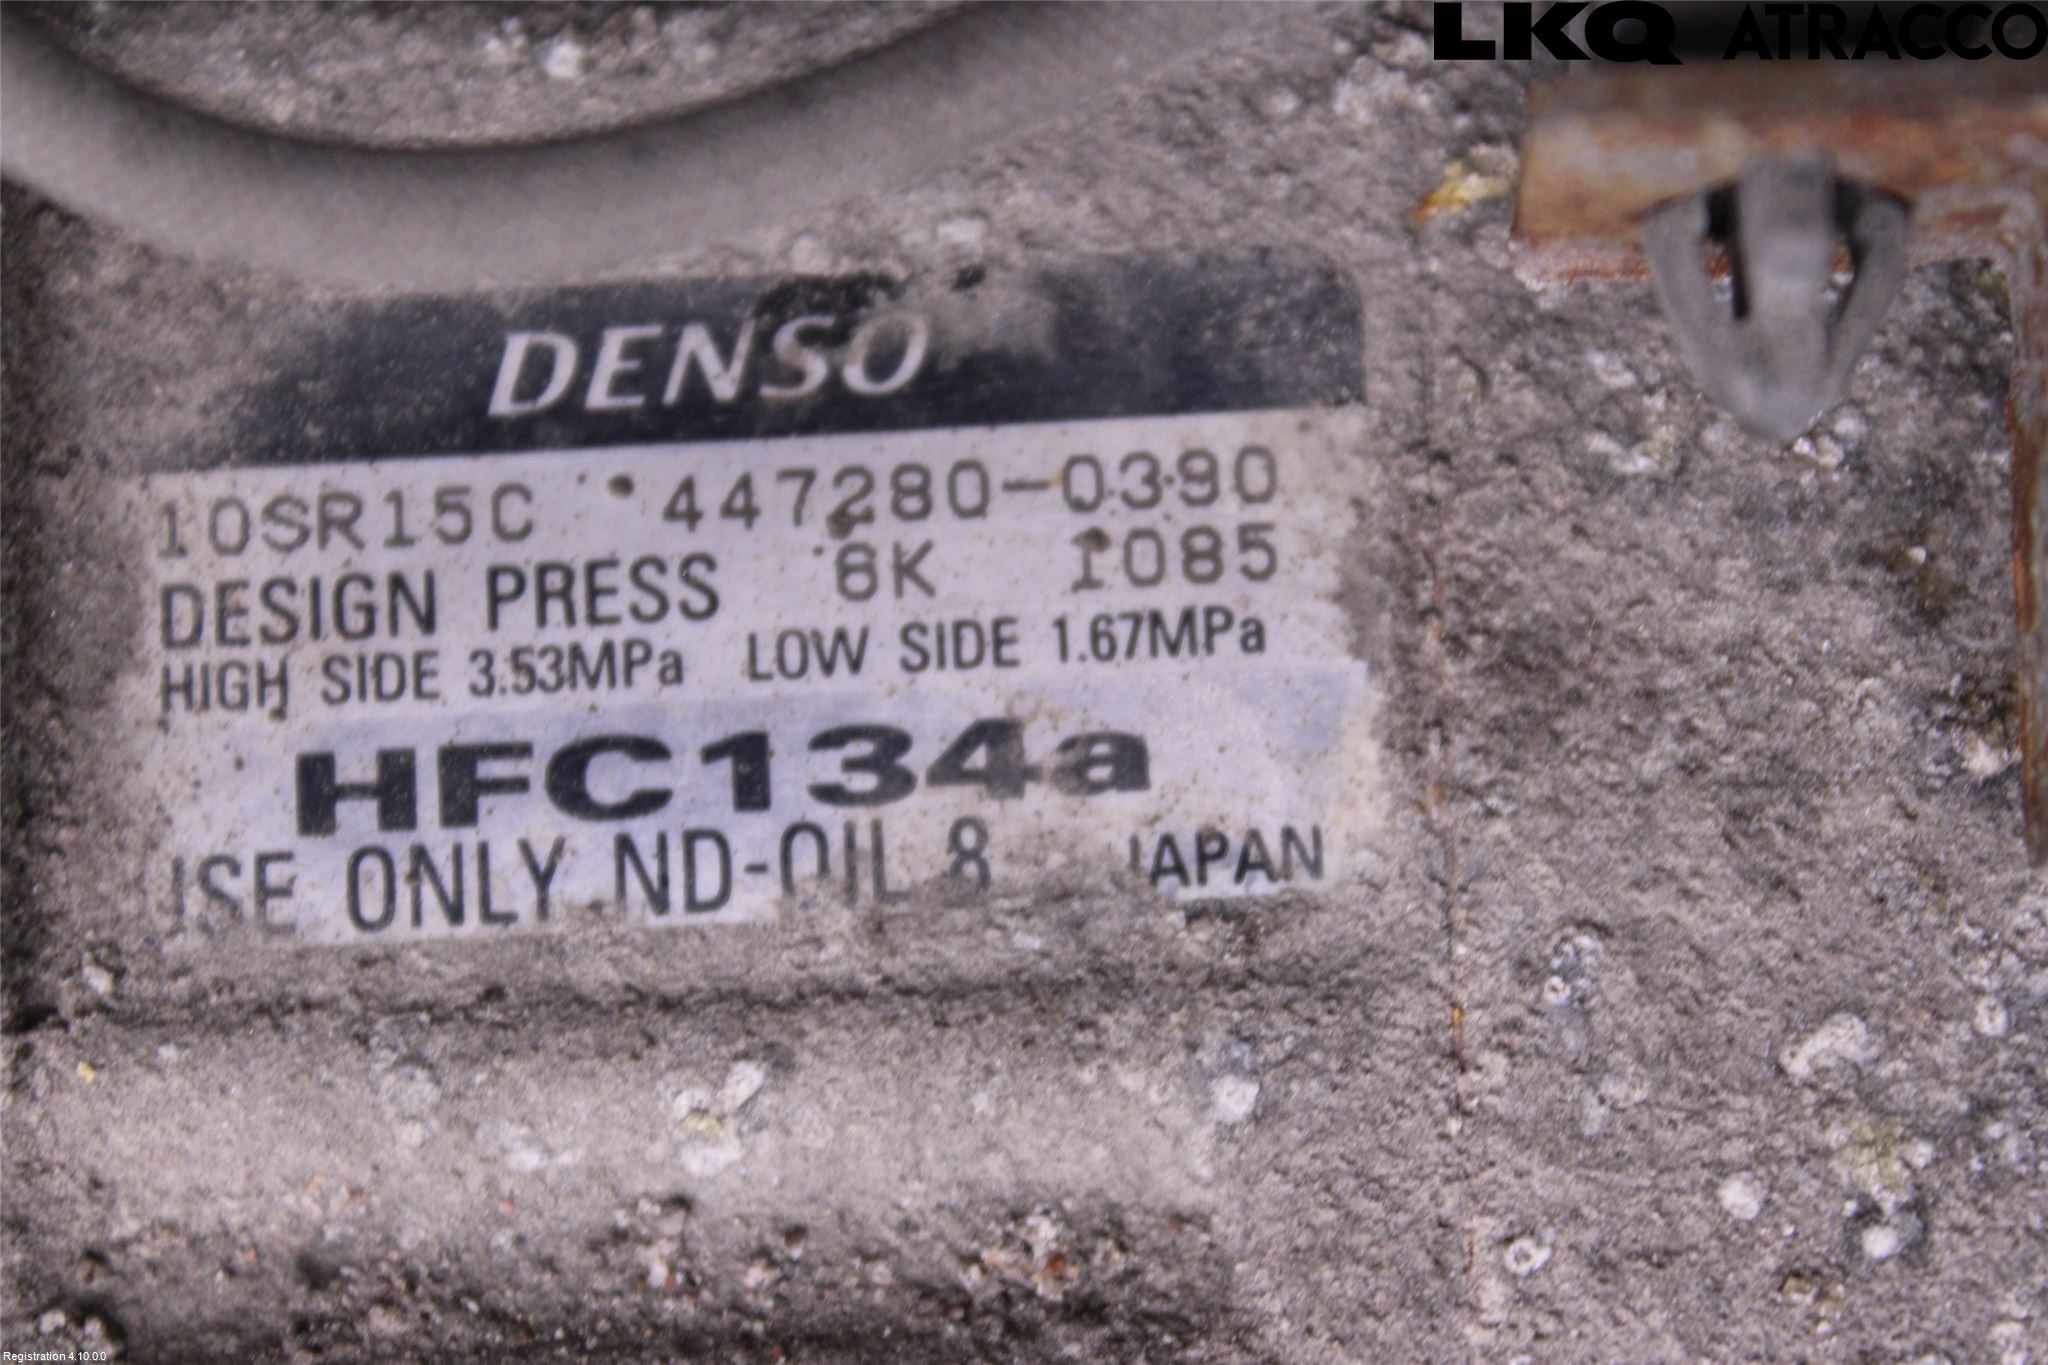 LKQ ATRACCO
DENSO
10SR15C 447280-0390
DESIGN PRESS 6K 1085
HIGH SIDE 3.53MPa LOW SIDE 1.67MPa
HFC134a
USE ONLY ND-OIL 8 JAPAN
Registration 4.10.0.0